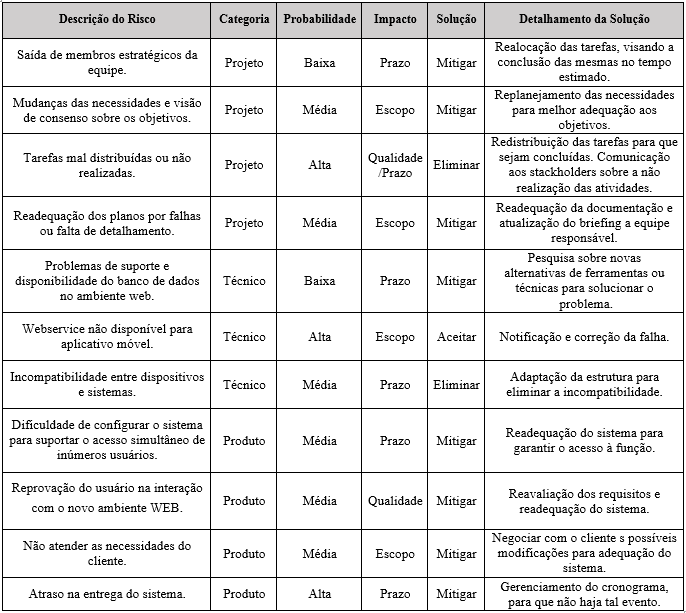 Descrição do Risco Categoria Probabilidade Impacto Solução Detalhamento da Solução
Saída de membros estratégicos da
equipe.
Projeto
Baixa
Prazo
Mitigar
Realocação das tarefas, visando a
conclusão das mesmas no tempo
estimado.
Mudanças das necessidades e visão
de consenso sobre os objetivos.
Projeto
Média
Escopo
Mitigar
Replanejamento das necessidades
para melhor adequação aos
objetivos.
Tarefas mal distribuídas ou não
realizadas.
Projeto
Alta
Qualidade
/Prazo
Eliminar
Redistribuição das tarefas para que
sejam concluídas. Comunicação
aos stackholders sobre a não
realização das atividades.
Readequação dos planos por falhas
ou falta de detalhamento.
Projeto
Média
Escopo
Mitigar
Readequação da documentação e
atualização do briefing a equipe
responsável.
Problemas de suporte e
disponibilidade do banco de dados
no ambiente web.
Técnico
Baixa
Prazo
Mitigar
Pesquisa sobre novas
alternativas de ferramentas ou
técnicas para solucionar o
problema.
Webservice não disponível para
aplicativo móvel.
Técnico
Alta
Escopo
Aceitar
Notificação e correção da falha.
Incompatibilidade entre dispositivos
e sistemas.
Técnico
Média
Prazo
Eliminar
Adaptação da estrutura para
eliminar a incompatibilidade.
Dificuldade de configurar o sistema
para suportar o acesso simultâneo de
inúmeros usuários.
Produto
Média
Prazo
Mitigar
Readequação do sistema para
garantir o acesso à função.
Reprovação do usuário na interação
com o novo ambiente WEB.
Produto
Média
Qualidade
Mitigar
Reavaliação dos requisitos e
readequação do sistema.
Não atender as necessidades do
cliente.
Produto
Média
Escopo
Mitigar
Negociar com o cliente s possíveis
modificações para adequação do
sistema.
Atraso na entrega do sistema.
Produto
Alta
Prazo
Mitigar
Gerenciamento do cronograma,
para que não haja tal evento.